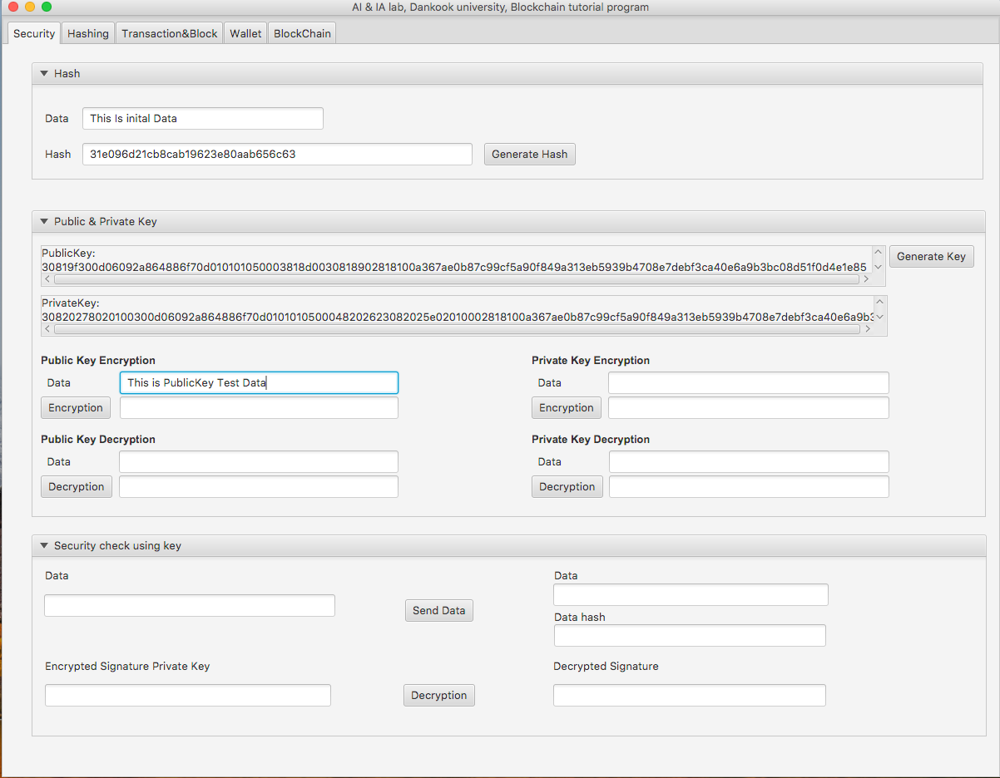 AI & IA lab, Dankook university, Blockchain tutorial program
Security Hashing Transaction&Block Wallet BlockChain
Hash
Data This Is inital Data
Hash 31e096d21cb8cab19623e80aab656c63 Generate Hash
Public & Private Key
PublicKey:
30819f300d06092a864886f70d010101050003818d0030818902818100a367ae0b87c99cf5a90f849a313eb5939b4708e7debf3ca40e6a9b3bc08d51f0d4e1e85
Generate Key
PrivateKey:
30820278020100300d06092a864886f70d0101010500048202623082025e02010002818100a367ae0b87c99cf5a90f849a313eb5939b4708e7debf3ca40e6a9b3
Public Key Encryption Private Key Encryption
Data This is PublicKey Test Data Data
Encryption Encryption
Public Key Decryption Private Key Decryption
Data Data
Decryption Decryption
Security check using key
Data Data
Send Data
Data hash
Encrypted Signature Private Key Decrypted Signature
Decryption